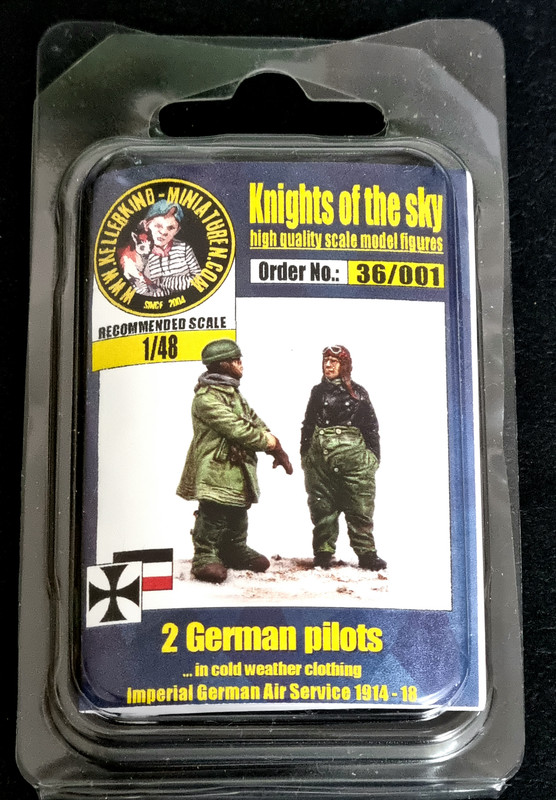 WWW.KELLERKIND-MINIATUREN.COM
SINCE 2004
Knights of the sky
high quality scale model figures
Order No.: 36/001
RECOMMENDED SCALE
1/48
2 German pilots
... in cold weather clothing
Imperial German Air Service 1914 - 18